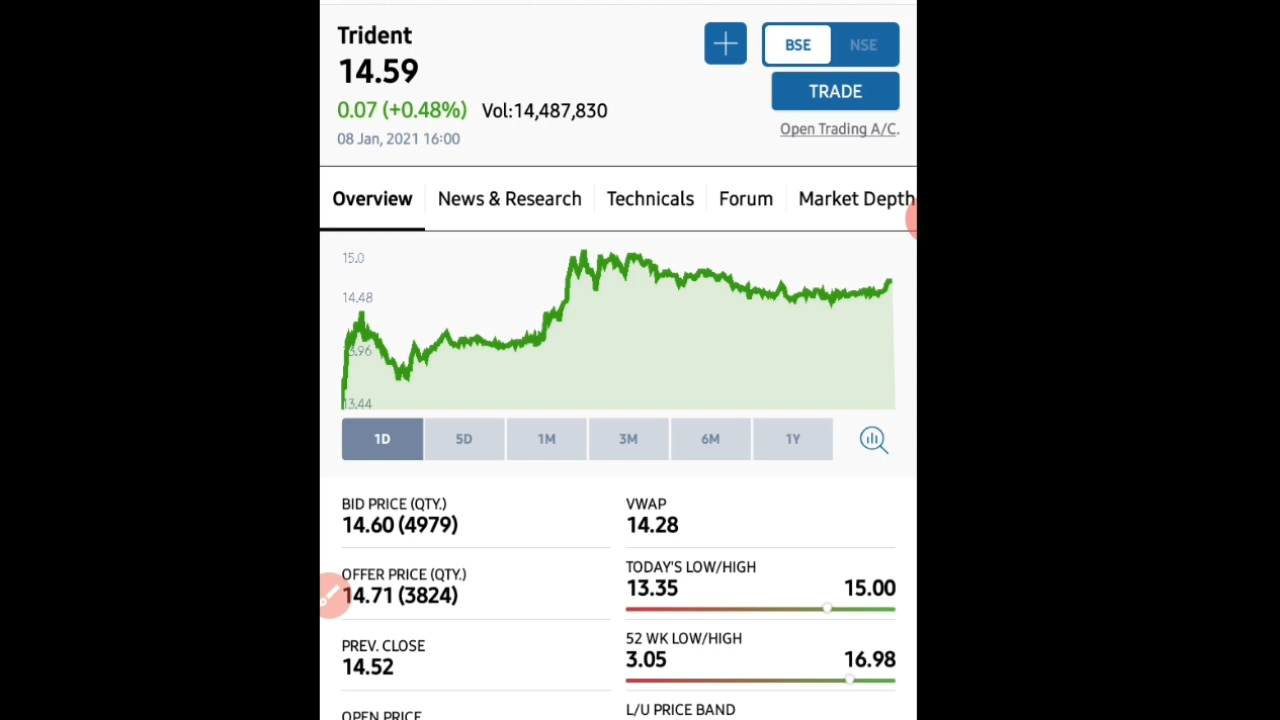 Trident
14.59
0.07 (+0.48%) Vol:14,487,830
08 Jan, 2021 16:00
BSE NSE
TRADE
Open Trading A/C.
Overview News & Research Technicals Forum Market Depth
15.0
14.48
13.96
13.44
1D 5D 1M 3M 6M 1Y
BID PRICE (QTY.)
14.60 (4979)
VWAP
14.28
OFFER PRICE (QTY.)
14.71 (3824)
TODAY'S LOW/HIGH
13.35 15.00
PREV. CLOSE
14.52
52 WK LOW/HIGH
3.05 16.98
OPEN PRICE
L/U PRICE BAND